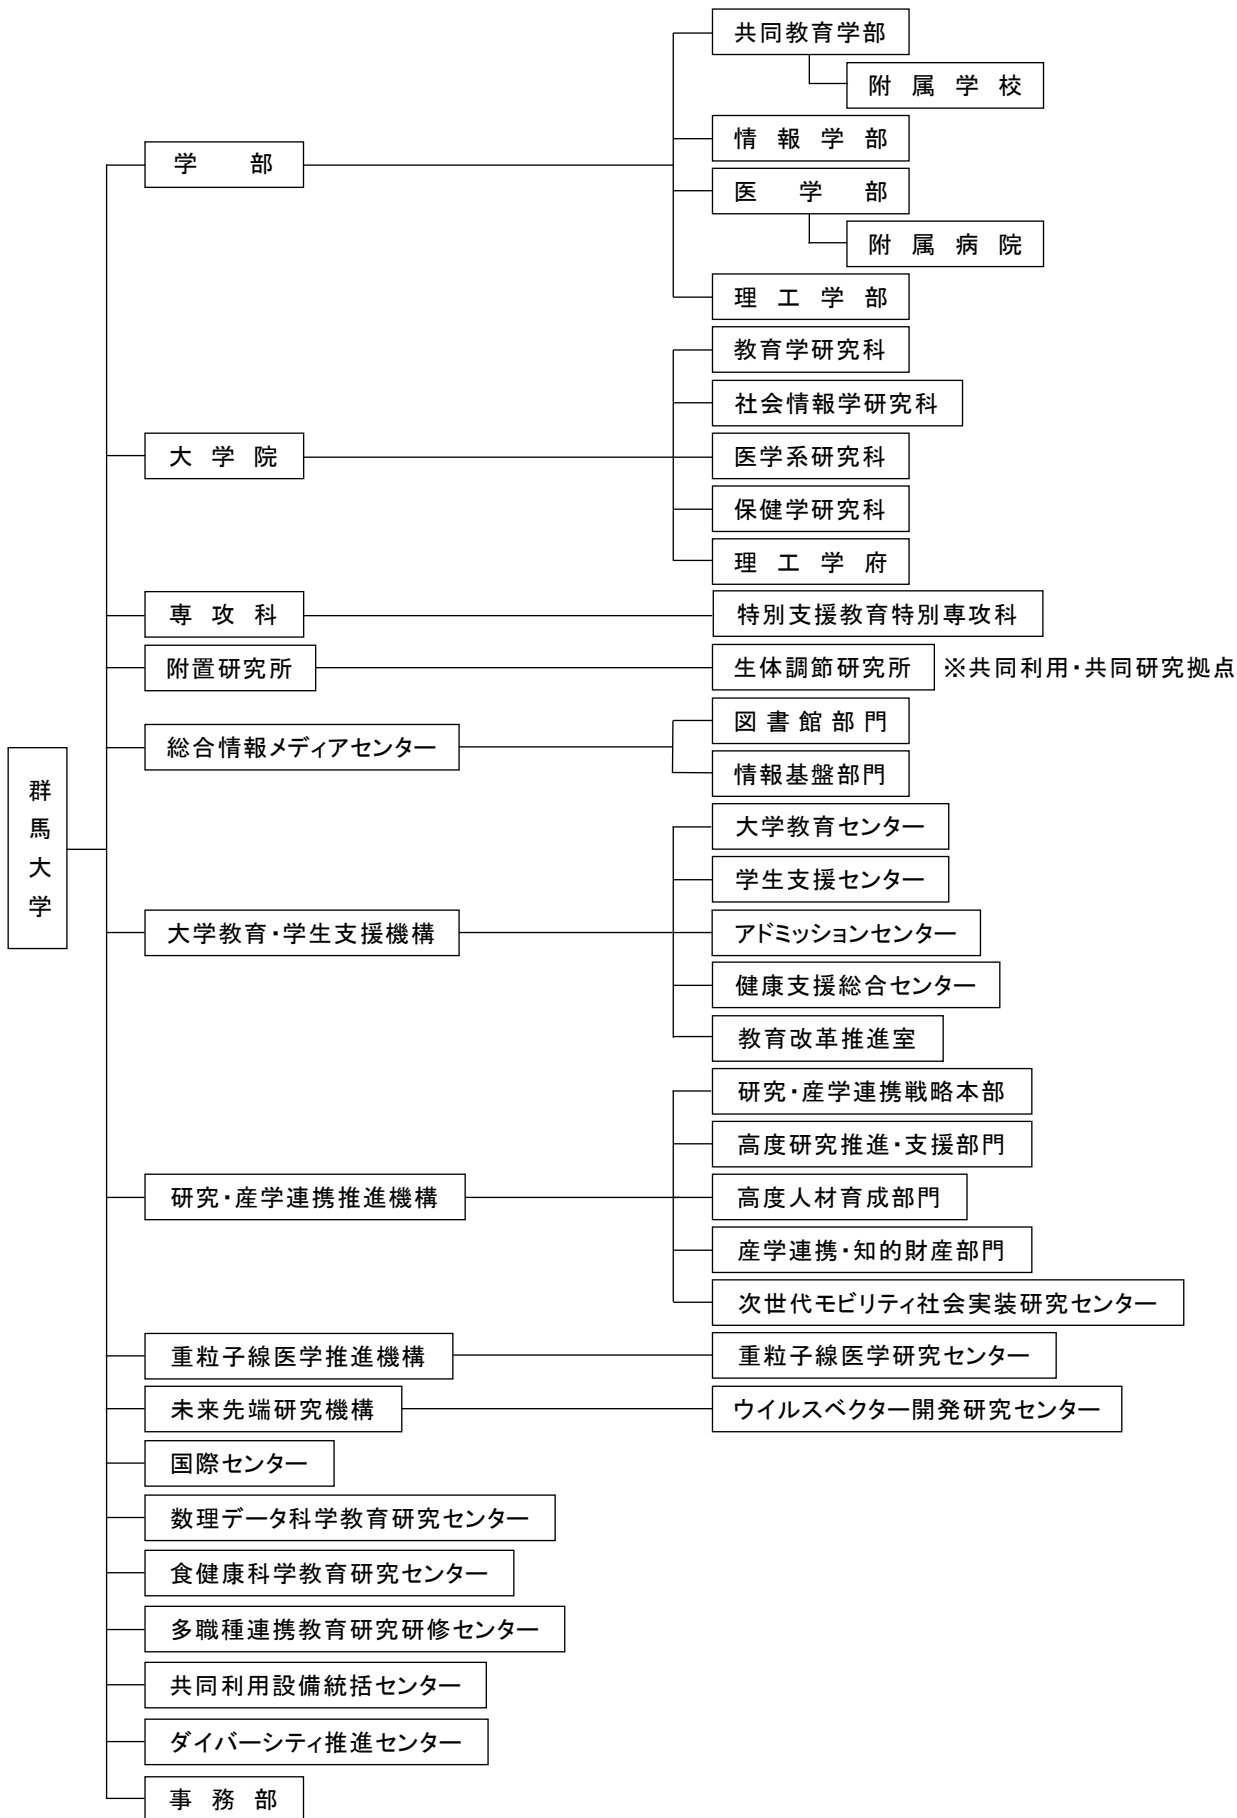 群馬大学
学部
共同教育学部
附属学校
情報学部
医学部
附属病院
理工学部
大学院
教育学研究科
社会情報学研究科
医学系研究科
保健学研究科
理工学府
専攻科
特別支援教育特別専攻科
附置研究所
生体調節研究所 ※共同利用・共同研究拠点
総合情報メディアセンター
図書館部門
情報基盤部門
大学教育・学生支援機構
大学教育センター
学生支援センター
アドミッションセンター
健康支援総合センター
教育改革推進室
研究・産学連携推進機構
研究・産学連携戦略本部
高度研究推進・支援部門
高度人材育成部門
産学連携・知的財産部門
次世代モビリティ社会実装研究センター
重粒子線医学推進機構
重粒子線医学研究センター
未来先端研究機構
ウイルスベクター開発研究センター
国際センター
数理データ科学教育研究センター
食健康科学教育研究センター
多職種連携教育研究研修センター
共同利用設備統括センター
ダイバーシティ推進センター
事務部